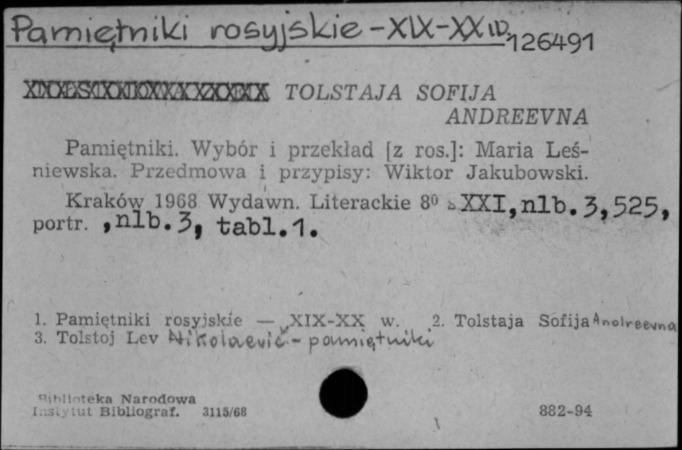 Pamiętniki rosyjskie - XIX-XX w. 126491
TOLSTAJA SOFIJA
ANDREEVNA
Pamiętniki. Wybór i przekład [z ros.]: Maria Leś-
niewska. Przedmowa i przypisy: Wiktor Jakubowski.
Kraków 1968 Wydawn. Literackie 8⁰ s. XXI, nlb. 3, 525,
portr. , nlb. 3, tabl. 1.
1. Pamiętniki rosyjskie — XIX-XX w. 2. Tolstaja Sofija Andreevna
3. Tolstoj Lev Nikolaevič - pamiętniki
Biblioteka Narodowa
Instytut Bibliograf. 3115/68 882-94